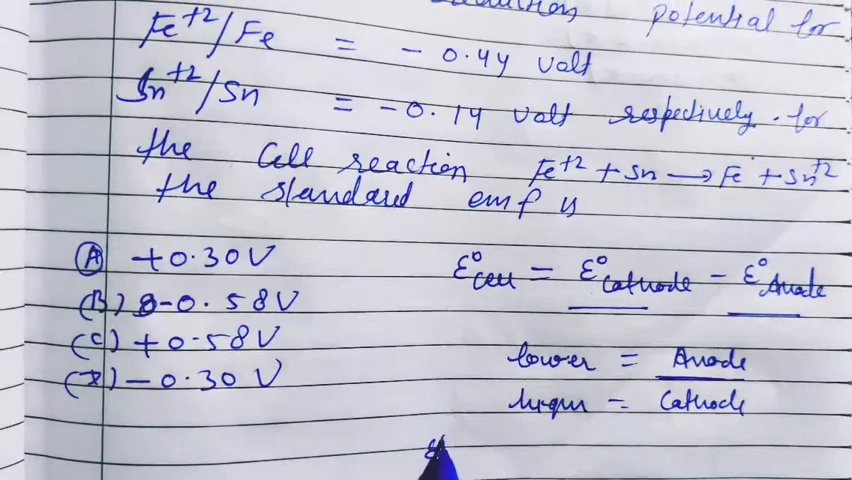 potential for
Fe+2/Fe = - 0.44 volt
Sn+2/Sn = -0.14 volt respectively. for
the Cell reaction Fe+2 + Sn → Fe + Sn+2
the standard emf is
(A) +0.30V
(B) -0.58V
(C) +0.58V
- 0.30 V
E°Cell = E°Cathode - E°Anode
lower = Anode
higher = Cathode